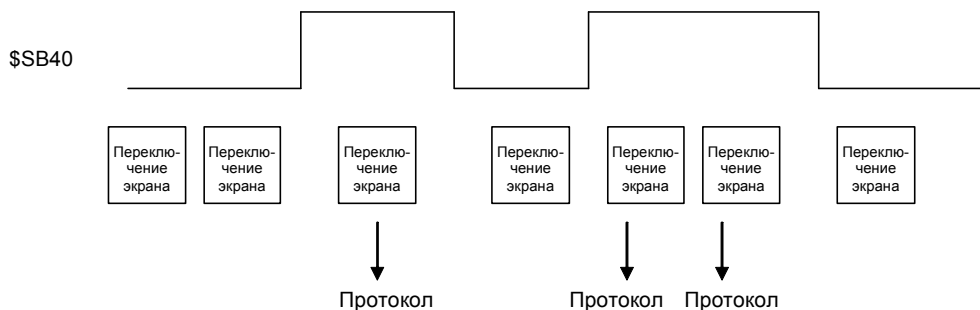 $SB40
Переклю-
чение
экрана
Переклю-
чение
экрана
Переклю-
чение
экрана
Переклю-
чение
экрана
Переклю-
чение
экрана
Переклю-
чение
экрана
Переклю-
чение
экрана
Протокол
Протокол
Протокол